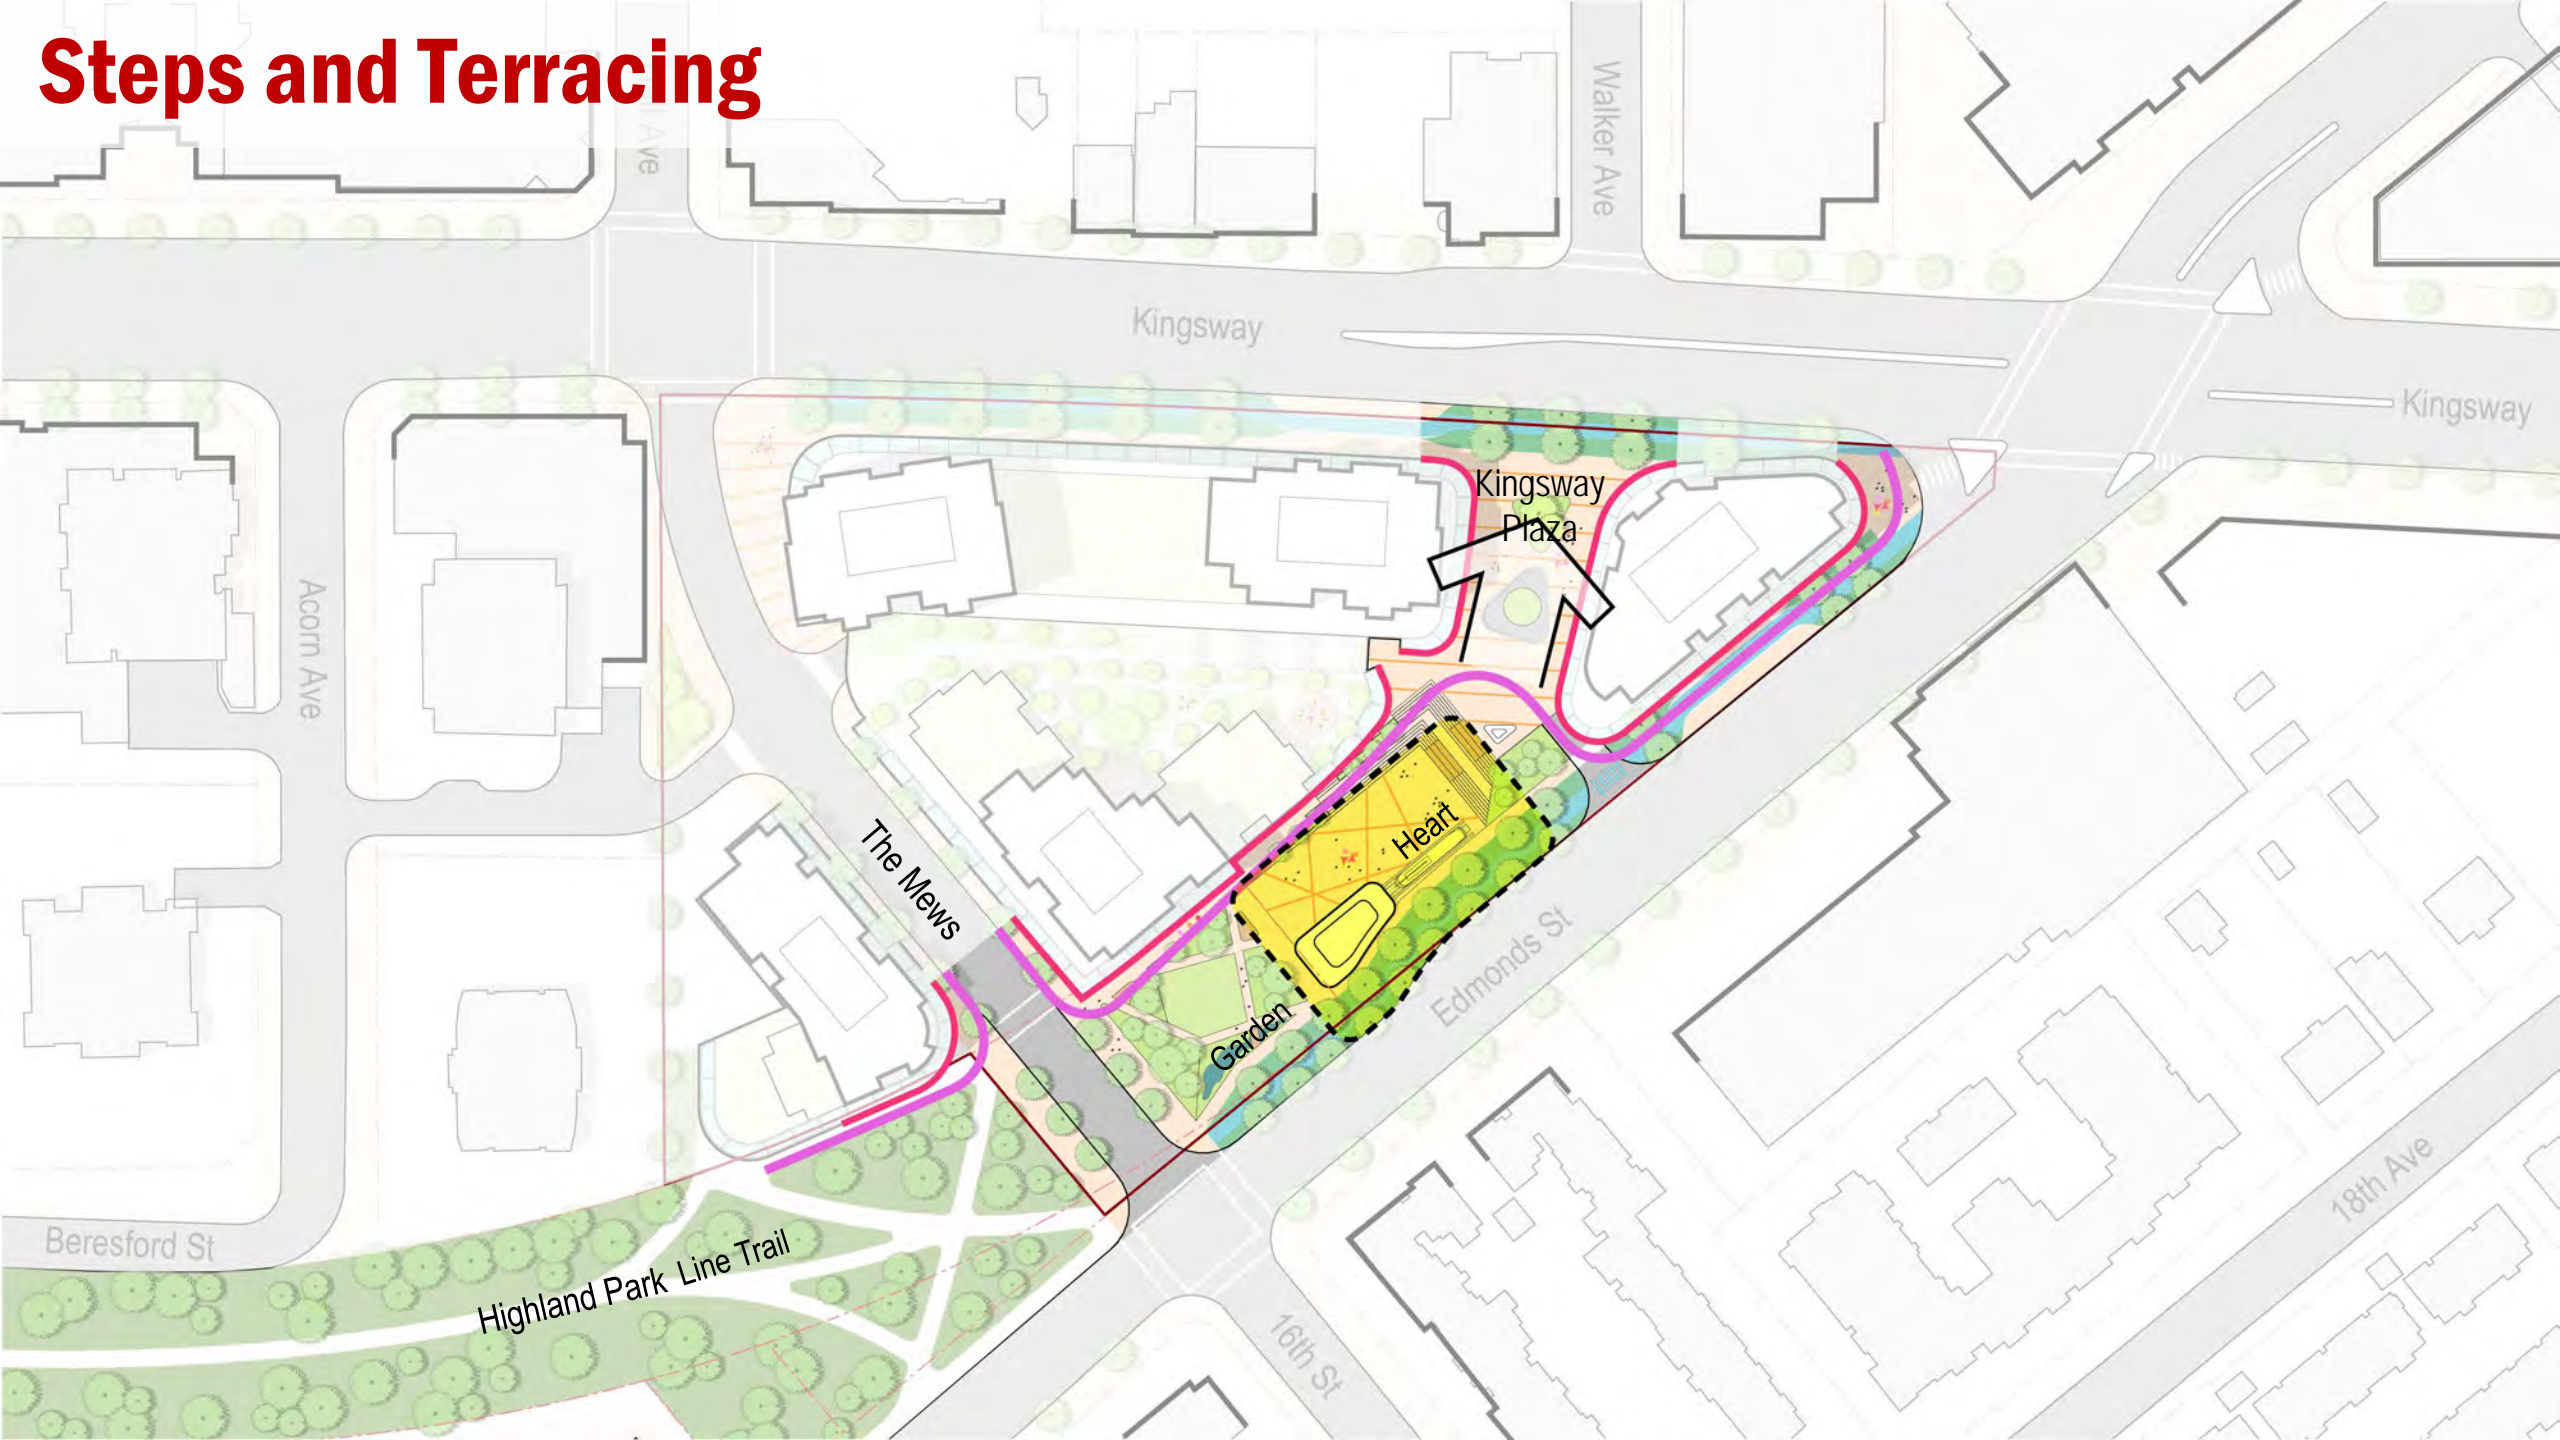 Steps and Terracing
Ave
Walker Ave
Kingsway
Kingsway
Kingsway
Plaza
Acorn Ave
The Mews
Heart
Edmonds St
Garden
18th Ave
Beresford St
Highland Park Line Trail
16th St